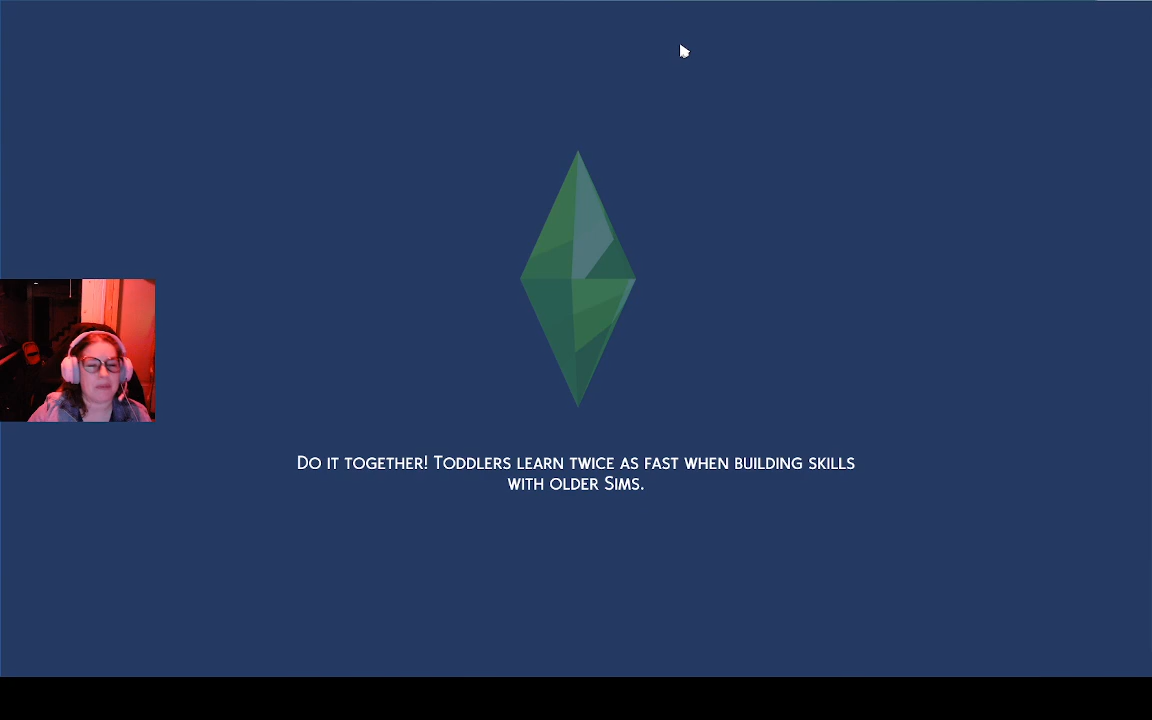 Do it together! Toddlers learn twice as fast when building skills
with older Sims.